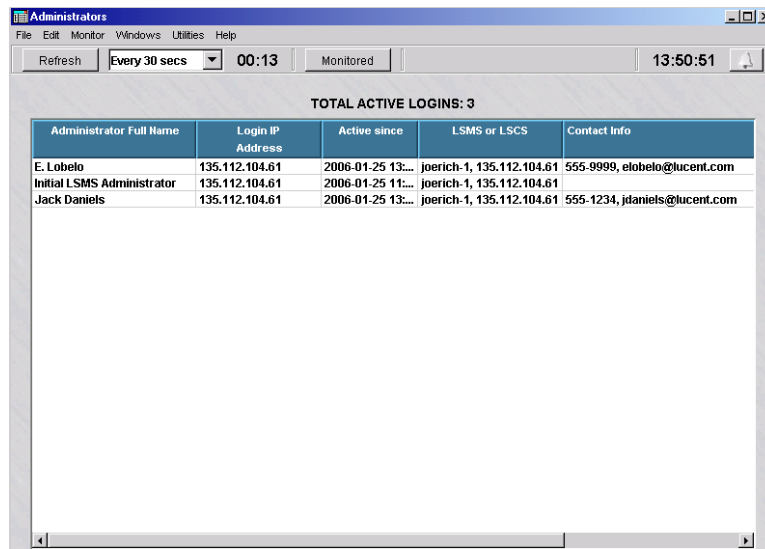 Administrators
File Edit Monitor Windows Utilities Help
Refresh Every 30 secs 00:13 Monitored 13:50:51
TOTAL ACTIVE LOGINS: 3
Administrator Full Name Login IP Address Active since LSMS or LSCS Contact Info
E. Lobelo 135.112.104.61 2006-01-25 13:... joerich-1, 135.112.104.61 555-9999, elobelo@lucent.com
Initial LSMS Administrator 135.112.104.61 2006-01-25 11:... joerich-1, 135.112.104.61
Jack Daniels 135.112.104.61 2006-01-25 13:... joerich-1, 135.112.104.61 555-1234, jdaniels@lucent.com